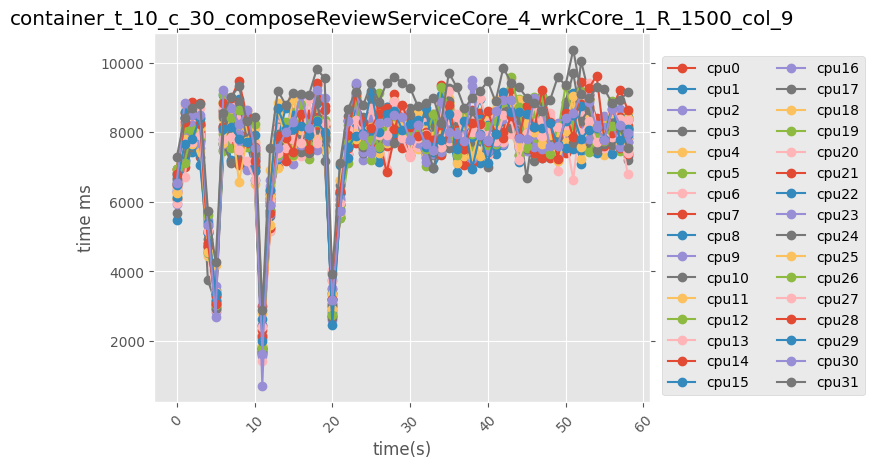 container_t_10_c_30_composeReviewServiceCore_4_wrkCore_1_R_1500_col_9
time ms
10000
8000
6000
4000
2000
0
10
20
30
40
50
60
time(s)
cpu0
cpu1
cpu2
cpu3
cpu4
cpu5
cpu6
cpu7
cpu8
cpu9
cpu10
cpu11
cpu12
cpu13
cpu14
cpu15
cpu16
cpu17
cpu18
cpu19
cpu20
cpu21
cpu22
cpu23
cpu24
cpu25
cpu26
cpu27
cpu28
cpu29
cpu30
cpu31